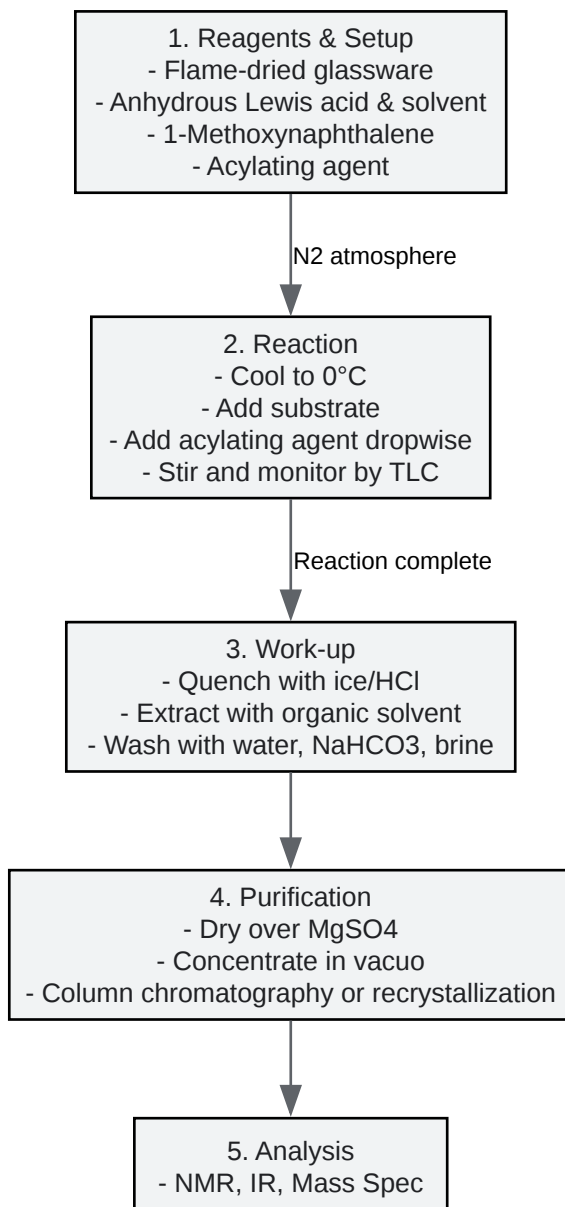 1. Reagents & Setup
- Flame-dried glassware
- Anhydrous Lewis acid & solvent
- 1-Methoxynaphthalene
- Acylating agent
N2 atmosphere
2. Reaction
- Cool to 0°C
- Add substrate
- Add acylating agent dropwise
- Stir and monitor by TLC
Reaction complete
3. Work-up
- Quench with ice/HCl
- Extract with organic solvent
- Wash with water, NaHCO3, brine
4. Purification
- Dry over MgSO4
- Concentrate in vacuo
- Column chromatography or recrystallization
5. Analysis
- NMR, IR, Mass Spec